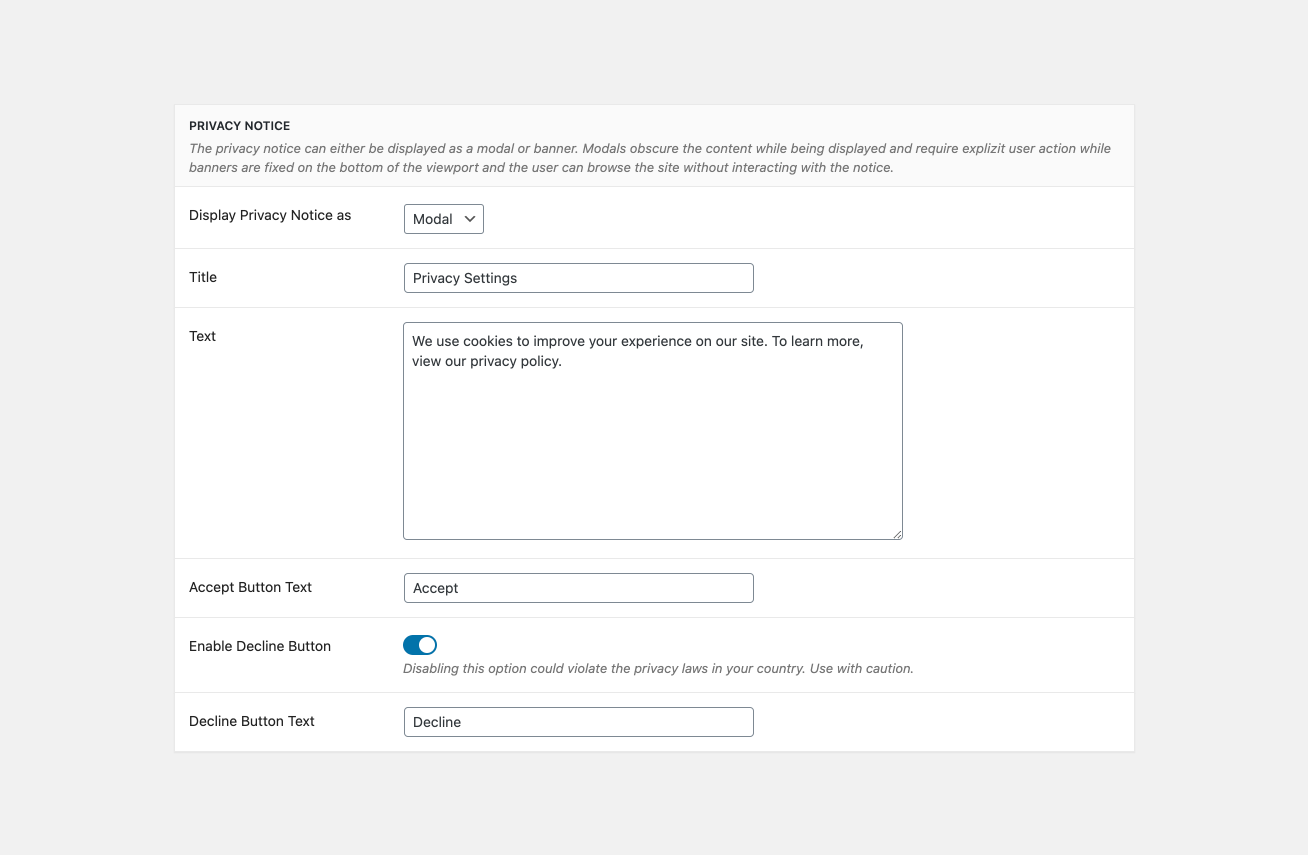 PRIVACY NOTICE
The privacy notice can either be displayed as a modal or banner. Modals obscure the content while being displayed and require explizit user action while
banners are fixed on the bottom of the viewport and the user can browse the site without interacting with the notice.
Display Privacy Notice as
Modal
Title
Privacy Settings
Text
We use cookies to improve your experience on our site. To learn more,
view our privacy policy.
Accept Button Text
Accept
Enable Decline Button
Disabling this option could violate the privacy laws in your country. Use with caution.
Decline Button Text
Decline